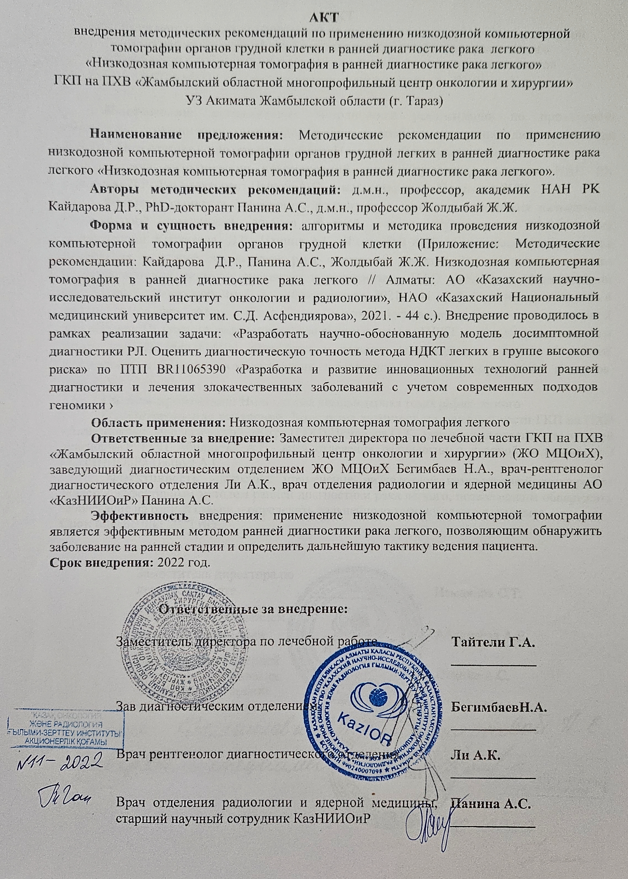 АКТ
внедрения методических рекомендаций по применению низкодозной компьютерной
томографии органов грудной клетки в ранней диагностике рака легкого
«Низкодозная компьютерная томография в ранней диагностике рака легкого»
ГКП на ПХВ «Жамбылский областной многопрофильный центр онкологии и хирургии»
УЗ Акимата Жамбылской области (г. Тараз)
Наименование предложения: Методические рекомендации по применению
низкодозной компьютерной томографии органов грудной легких в ранней диагностике рака
легкого «Низкодозная компьютерная томография в ранней диагностике рака легкого».
Авторы методических рекомендаций: д.м.н., профессор, академик НАН РК
Кайдарова Д.Р., PhD-докторант Панина А.С., д.м.н., профессор Жолдыбай Ж.Ж.
Форма и сущность внедрения: алгоритмы и методика проведения низкодозной
компьютерной томографии органов грудной клетки (Приложение: Методические
рекомендации: Кайдарова Д.Р., Панина А.С., Жолдыбай Ж.Ж. Низкодозная компьютерная
томография в ранней диагностике рака легкого // Алматы: АО «Казахский научно-
исследовательский институт онкологии и радиологии», НАО «Казахский Национальный
медицинский университет им. С.Д. Асфендиярова», 2021. - 44 с.). Внедрение проводилось в
рамках реализации задачи: «Разработать научно-обоснованную модель досимптомной
диагностики РЛ. Оценить диагностическую точность метода НДКТ легких в группе высокого
риска» по ПТП BR11065390 «Разработка и развитие инновационных технологий ранней
диагностики и лечения злокачественных заболеваний с учетом современных подходов
геномики ›
Область применения: Низкодозная компьютерная томография легкого
Ответственные за внедрение: Заместител директора по лечебной части ГКП на ПХВ
«Жамбылский областной многопрофильный центр онкологии и хирургии» (ЖО МЦОиХ),
заведующий диагностическим отделением ЖО МЦОиХ Бегимбаев Н.А., врач-рентгенолог
диагностического отделения Ли А.К., врач отделения радиологии и ядерной медицины АО
«КазНИИОиР» Панина А.С.
Эффективность внедрения: применение низкодозной компьютерной томографии
является эффективным методом ранней диагностики рака легкого, позволяющим обнаружить
заболевание на ранней стадии и определить дальнейшую тактику ведения пациента.
Срок внедрения: 2022 год.
Ответственные за внедрение:
Заместитель директора по лечебной работе Тайтели Г.А.
Зав диагностическим отделением БегимбаевН.А.
KazIOR
ҚАЗАҚ ОНКОЛОГИЯ
ЖӘНЕ РАДИОЛОГИЯ
ҒЫЛЫМИ-ЗЕРТТЕУ ИНСТИТУТЫ
АКЦИОНЕРЛІК ҚОҒАМЫ
Врач рентгенолог диагностического отделения Ли А.К.
№11-2022
Врач отделения радиологии и ядерной медицины, Панина А.С.
старший научный сотрудник КазНИИОиР